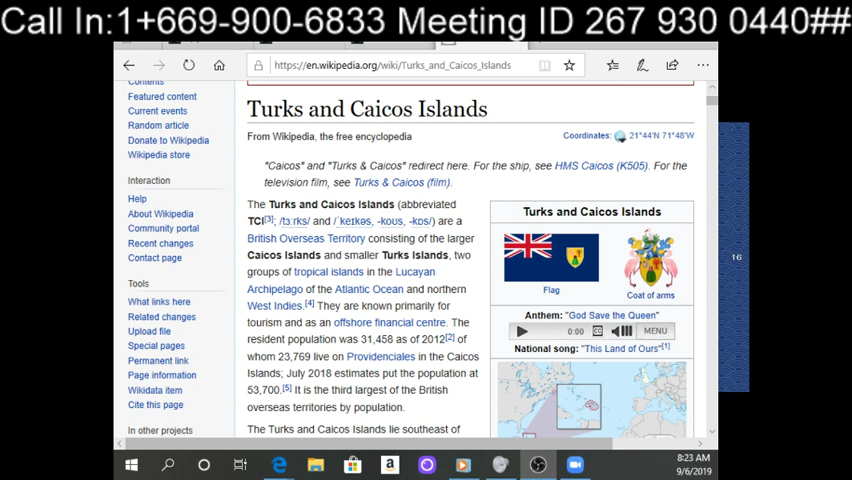 Call In:1+669-900-6833 Meeting ID 267 930 0440##
https://en.wikipedia.org/wiki/Turks_and_Caicos_Islands
Contents
Featured content
Current events
Random article
Donate to Wikipedia
Wikipedia store
Interaction
Help
About Wikipedia
Community portal
Recent changes
Contact page
Tools
What links here
Related changes
Upload file
Special pages
Permanent link
Page information
Wikidata item
Cite this page
In other projects
Turks and Caicos Islands
From Wikipedia, the free encyclopedia
Coordinates: 21°44′N 71°48′W
"Caicos" and "Turks & Caicos" redirect here. For the ship, see HMS Caicos (K505). For the
television film, see Turks & Caicos (film).
The Turks and Caicos Islands (abbreviated
TCI[3]; /tɜːrks/ and /ˈkeɪkəs, -koʊs, -kɒs/) are a
British Overseas Territory consisting of the larger
Caicos Islands and smaller Turks Islands, two
groups of tropical islands in the Lucayan
Archipelago of the Atlantic Ocean and northern
West Indies.[4] They are known primarily for
tourism and as an offshore financial centre. The
resident population was 31,458 as of 2012[2] of
whom 23,769 live on Providenciales in the Caicos
Islands; July 2018 estimates put the population at
53,700.[5] It is the third largest of the British
overseas territories by population.
The Turks and Caicos Islands lie southeast of
Turks and Caicos Islands
Flag
Coat of arms
Anthem: "God Save the Queen"
0:00 CC MENU
National song: "This Land of Ours"[1]
16
a
8:23 AM
9/6/2019